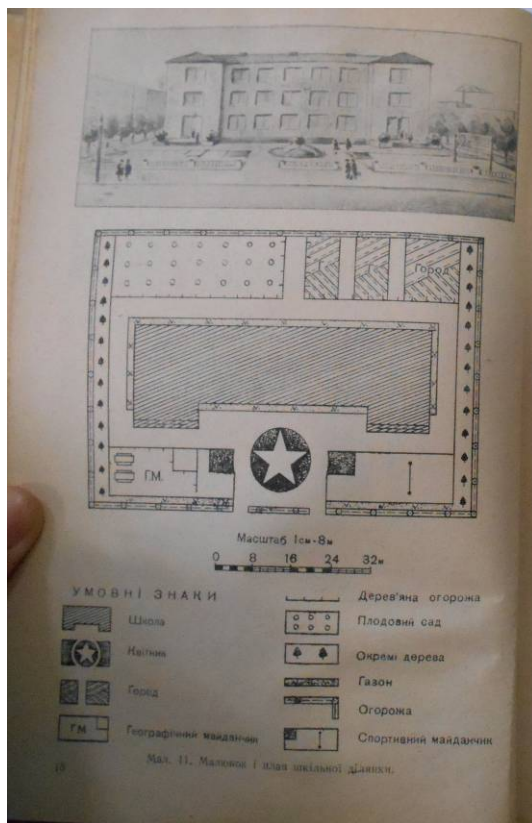 Город
Г.М.
Масштаб 1см-8м
0 8 16 24 32м
УМОВНІ ЗНАКИ
Школа
Квітник
Город
ГМ
Географічний майданчик
Дерев'яна огорожа
Плодовий сад
Окремі дерева
Газон
Огорожа
Спортивний майданчик
Мал. 11. Малюнок і план шкільної ділянки.